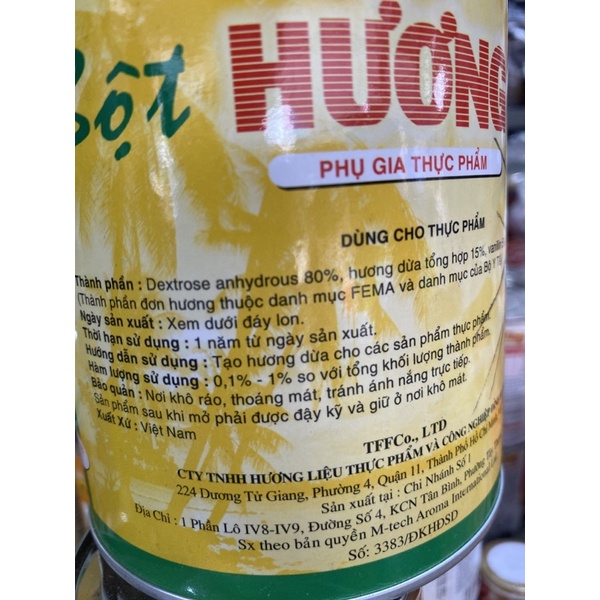 Bột
HƯƠNG
PHỤ GIA THỰC PHẨM
DÙNG CHO THỰC PHẨM
Thành phần : Dextrose anhydrous 80%, hương dừa tổng hợp 15%,
(Thành phần đơn hương thuộc danh mục FEMA và danh mục của Bộ Y
Ngày sản xuất : Xem dưới đáy lon.
Thời hạn sử dụng : 1 năm từ ngày sản xuất.
Hướng dẫn sử dụng : Tạo hương dừa cho các sản phẩm thực phẩm.
Hàm lượng sử dụng : 0,1% - 1% so với tổng khối lượng thành phẩm.
Bảo quản : Nơi khô ráo, thoáng mát, tránh ánh nắng trực tiếp.
Sản phẩm sau khi mở phải được đậy kỹ và giữ ở nơi khô mát.
Xuất Xứ : Việt Nam
TFFCo., LTD
CTY TNHH HƯƠNG LIỆU THỰC PHẨM VÀ CÔNG NGHIỆP
224 Dương Tử Giang, Phường 4, Quận 11, Thành Phố Hồ Chí
Sản xuất tại : Chi Nhánh Số 1
Địa Chỉ : 1 Phần Lô IV8-IV9, Đường Số 4, KCN Tân Bình, Phường
Sx theo bản quyền M-tech Aroma International
Số: 3383/ĐKHĐSD